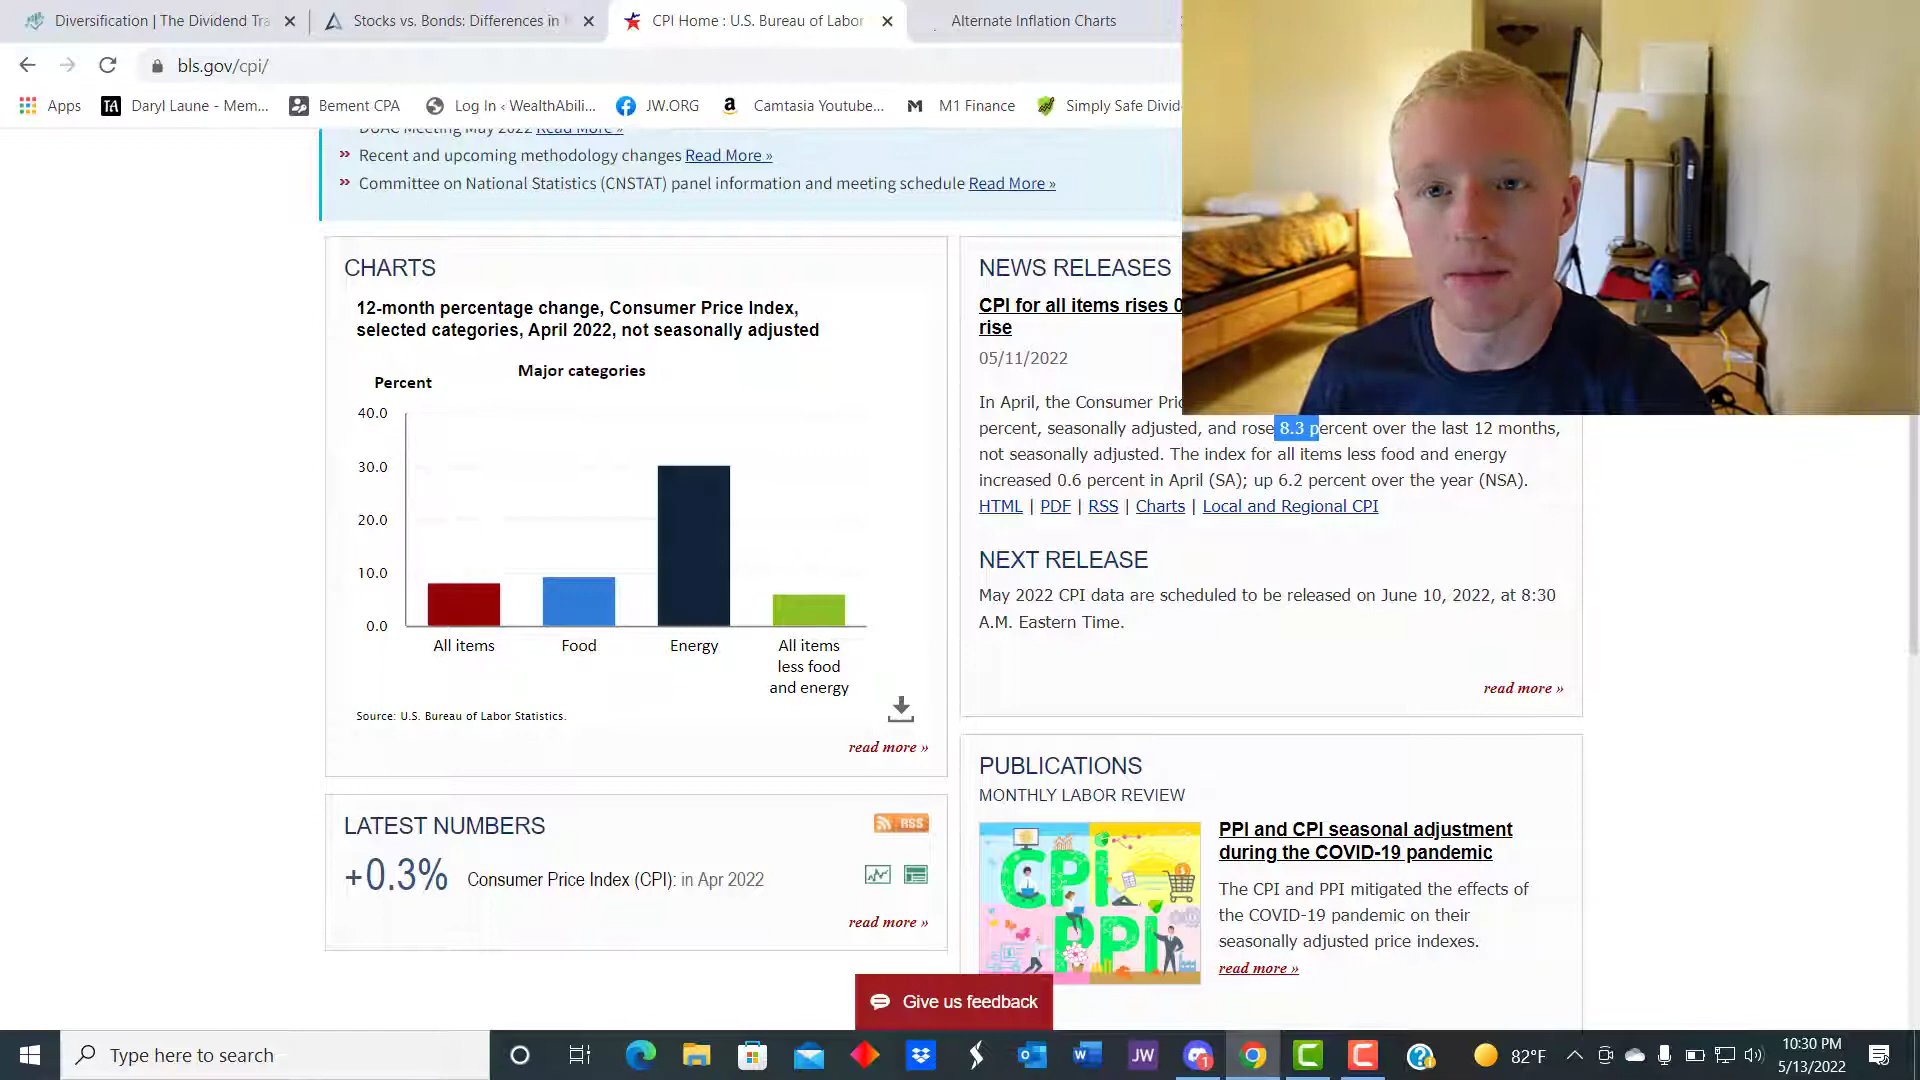 Diversification | The Dividend Tra
Stocks vs. Bonds: Differences in
CPI Home : U.S. Bureau of Labor
Alternate Inflation Charts
bls.gov/cpi/
Apps
Daryl Laune - Mem...
Bement CPA
Log In ‹ WealthAbili...
JW.ORG
Camtasia Youtube...
M1 Finance
Simply Safe Divid
Meeting May 2022 Read More »
Recent and upcoming methodology changes Read More »
Committee on National Statistics (CNSTAT) panel information and meeting schedule Read More »
CHARTS
12-month percentage change, Consumer Price Index,
selected categories, April 2022, not seasonally adjusted
Major categories
Percent
40.0
30.0
20.0
10.0
0.0
All items
Food
Energy
All items
less food
and energy
Source: U.S. Bureau of Labor Statistics.
read more »
LATEST NUMBERS
RSS
+0.3%
Consumer Price Index (CPI): in Apr 2022
read more »
NEWS RELEASES
CPI for all items rises 0
rise
05/11/2022
In April, the Consumer Pric
percent, seasonally adjusted, and rose 8.3 percent over the last 12 months,
not seasonally adjusted. The index for all items less food and energy
increased 0.6 percent in April (SA); up 6.2 percent over the year (NSA).
HTML | PDF | RSS | Charts | Local and Regional CPI
NEXT RELEASE
May 2022 CPI data are scheduled to be released on June 10, 2022, at 8:30
A.M. Eastern Time.
read more »
PUBLICATIONS
MONTHLY LABOR REVIEW
CPI
PPI
PPI and CPI seasonal adjustment
during the COVID-19 pandemic
The CPI and PPI mitigated the effects of
the COVID-19 pandemic on their
seasonally adjusted price indexes.
read more »
Give us feedback
Type here to search
JW
1
82°F
10:30 PM
5/13/2022